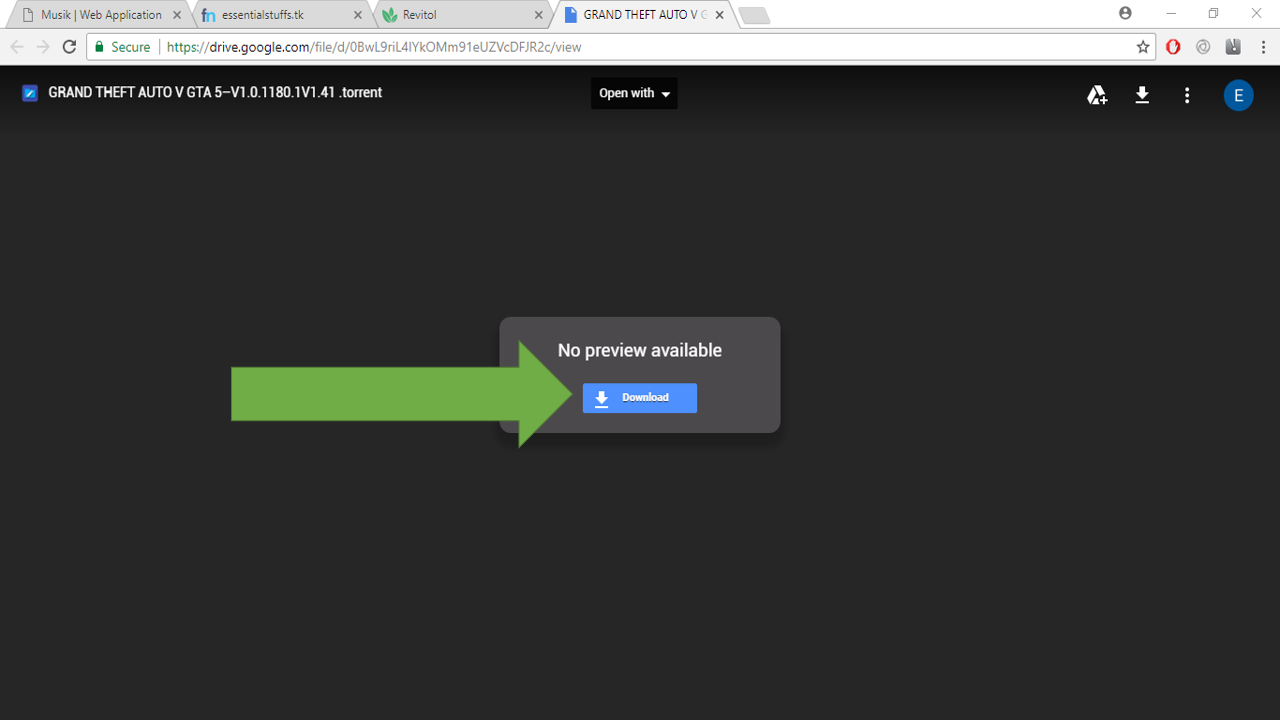 Musik | Web Application
essentialstuffs.tk
Revitol
GRAND THEFT AUTO V G
Secure
https://drive.google.com/file/d/0BwL9riL4lYkOMm91eUZVcDFJR2c/view
GRAND THEFT AUTO V GTA 5–V1.0.1180.1V1.41 .torrent
Open with
E
No preview available
Download